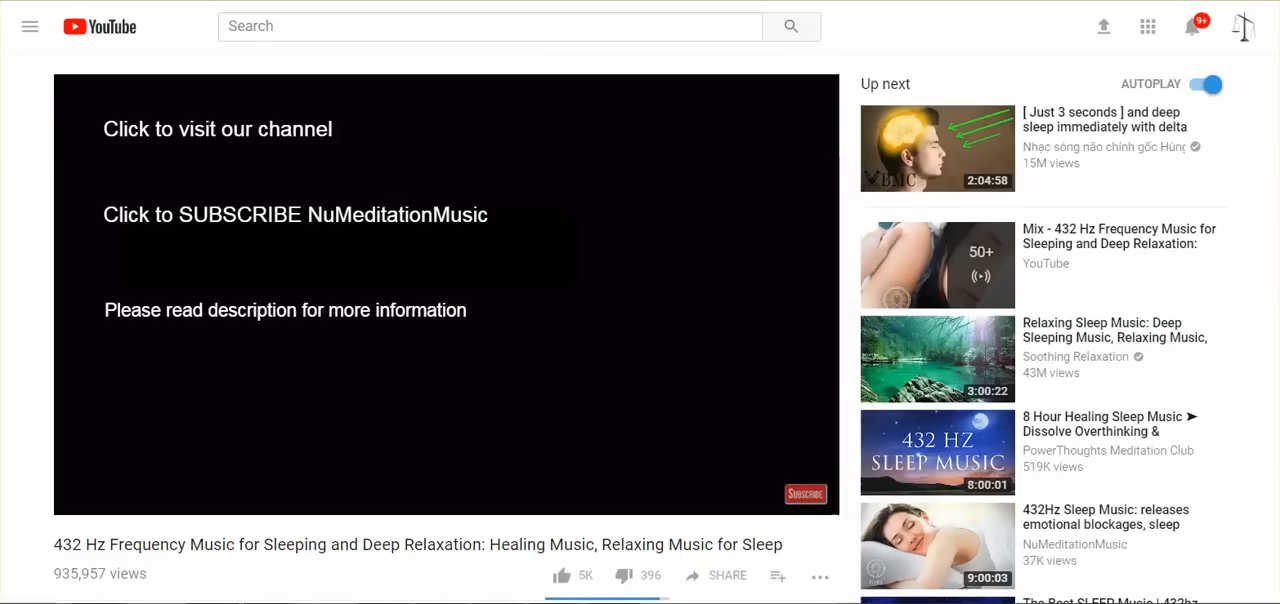 YouTube
Search
9+
Click to visit our channel
Click to SUBSCRIBE NuMeditationMusic
Please read description for more information
SUBSCRIBE
432 Hz Frequency Music for Sleeping and Deep Relaxation: Healing Music, Relaxing Music for Sleep
935,957 views
5K
396
SHARE
Up next
AUTOPLAY
BMC
2:04:58
[ Just 3 seconds ] and deep
sleep immediately with delta
Nhạc sóng não chính gốc Hùng
15M views
50+
Mix - 432 Hz Frequency Music for
Sleeping and Deep Relaxation:
YouTube
3:00:22
Relaxing Sleep Music: Deep
Sleeping Music, Relaxing Music,
Soothing Relaxation
43M views
432 HZ
SLEEP MUSIC
8:00:01
8 Hour Healing Sleep Music ➤
Dissolve Overthinking &
PowerThoughts Meditation Club
519K views
9:00:03
432Hz Sleep Music: releases
emotional blockages, sleep
NuMeditationMusic
37K views
The Best SLEEP Music | 432hz